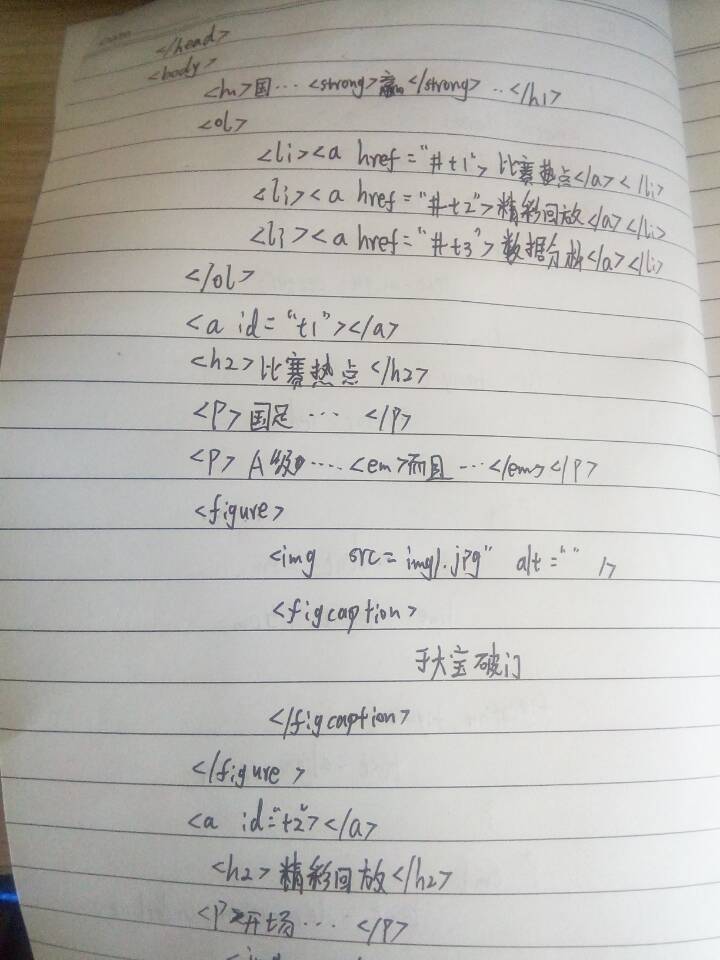 </head>
<body>
<h1>国…<strong>赢</strong>..</h1>
<ol>
<li><a href="#t1">比赛热点</a></li>
<li><a href="#t2">精彩回放</a></li>
<li><a href="#t3">数据分析</a></li>
</ol>
<a id="t1"></a>
<h2>比赛热点</h2>
<P>国足…</P>
<P>A级….<em>而且…</em></P>
<figure>
<img src=img1.jpg" alt="" />
<figcaption>
于大宝破门
</figcaption>
</figure>
<a id="t2"></a>
<h2>精彩回放</h2>
<P>开场…</P>